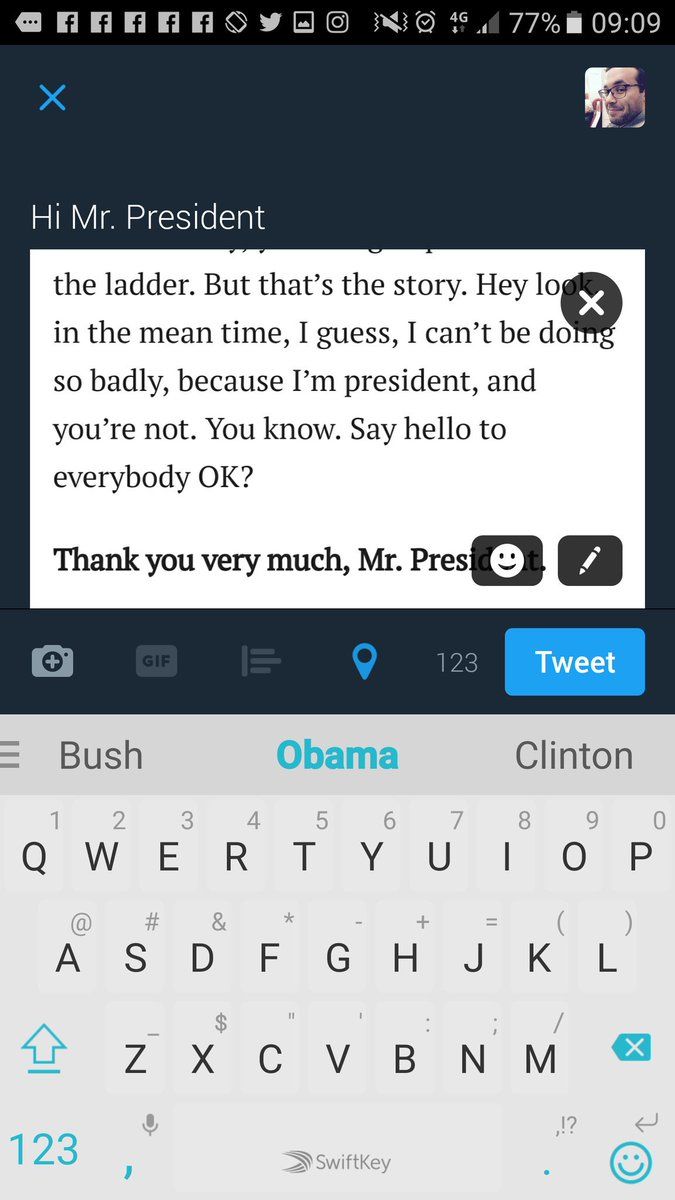 4G 77% 09:09
Hi Mr. President
the ladder. But that's the story. Hey look
in the mean time, I guess, I can't be doing
so badly, because I'm president, and
you're not. You know. Say hello to
everybody OK?
Thank you very much, Mr. President.
GIF 123 Tweet
Bush Obama Clinton
1 2 3 4 5 6 7 8 9 0
Q W E R T Y U I O P
@ # & * - + = ( )
A S D F G H J K L
_ $ " ' : ; /
Z X C V B N M
123 , SwiftKey ,!? .